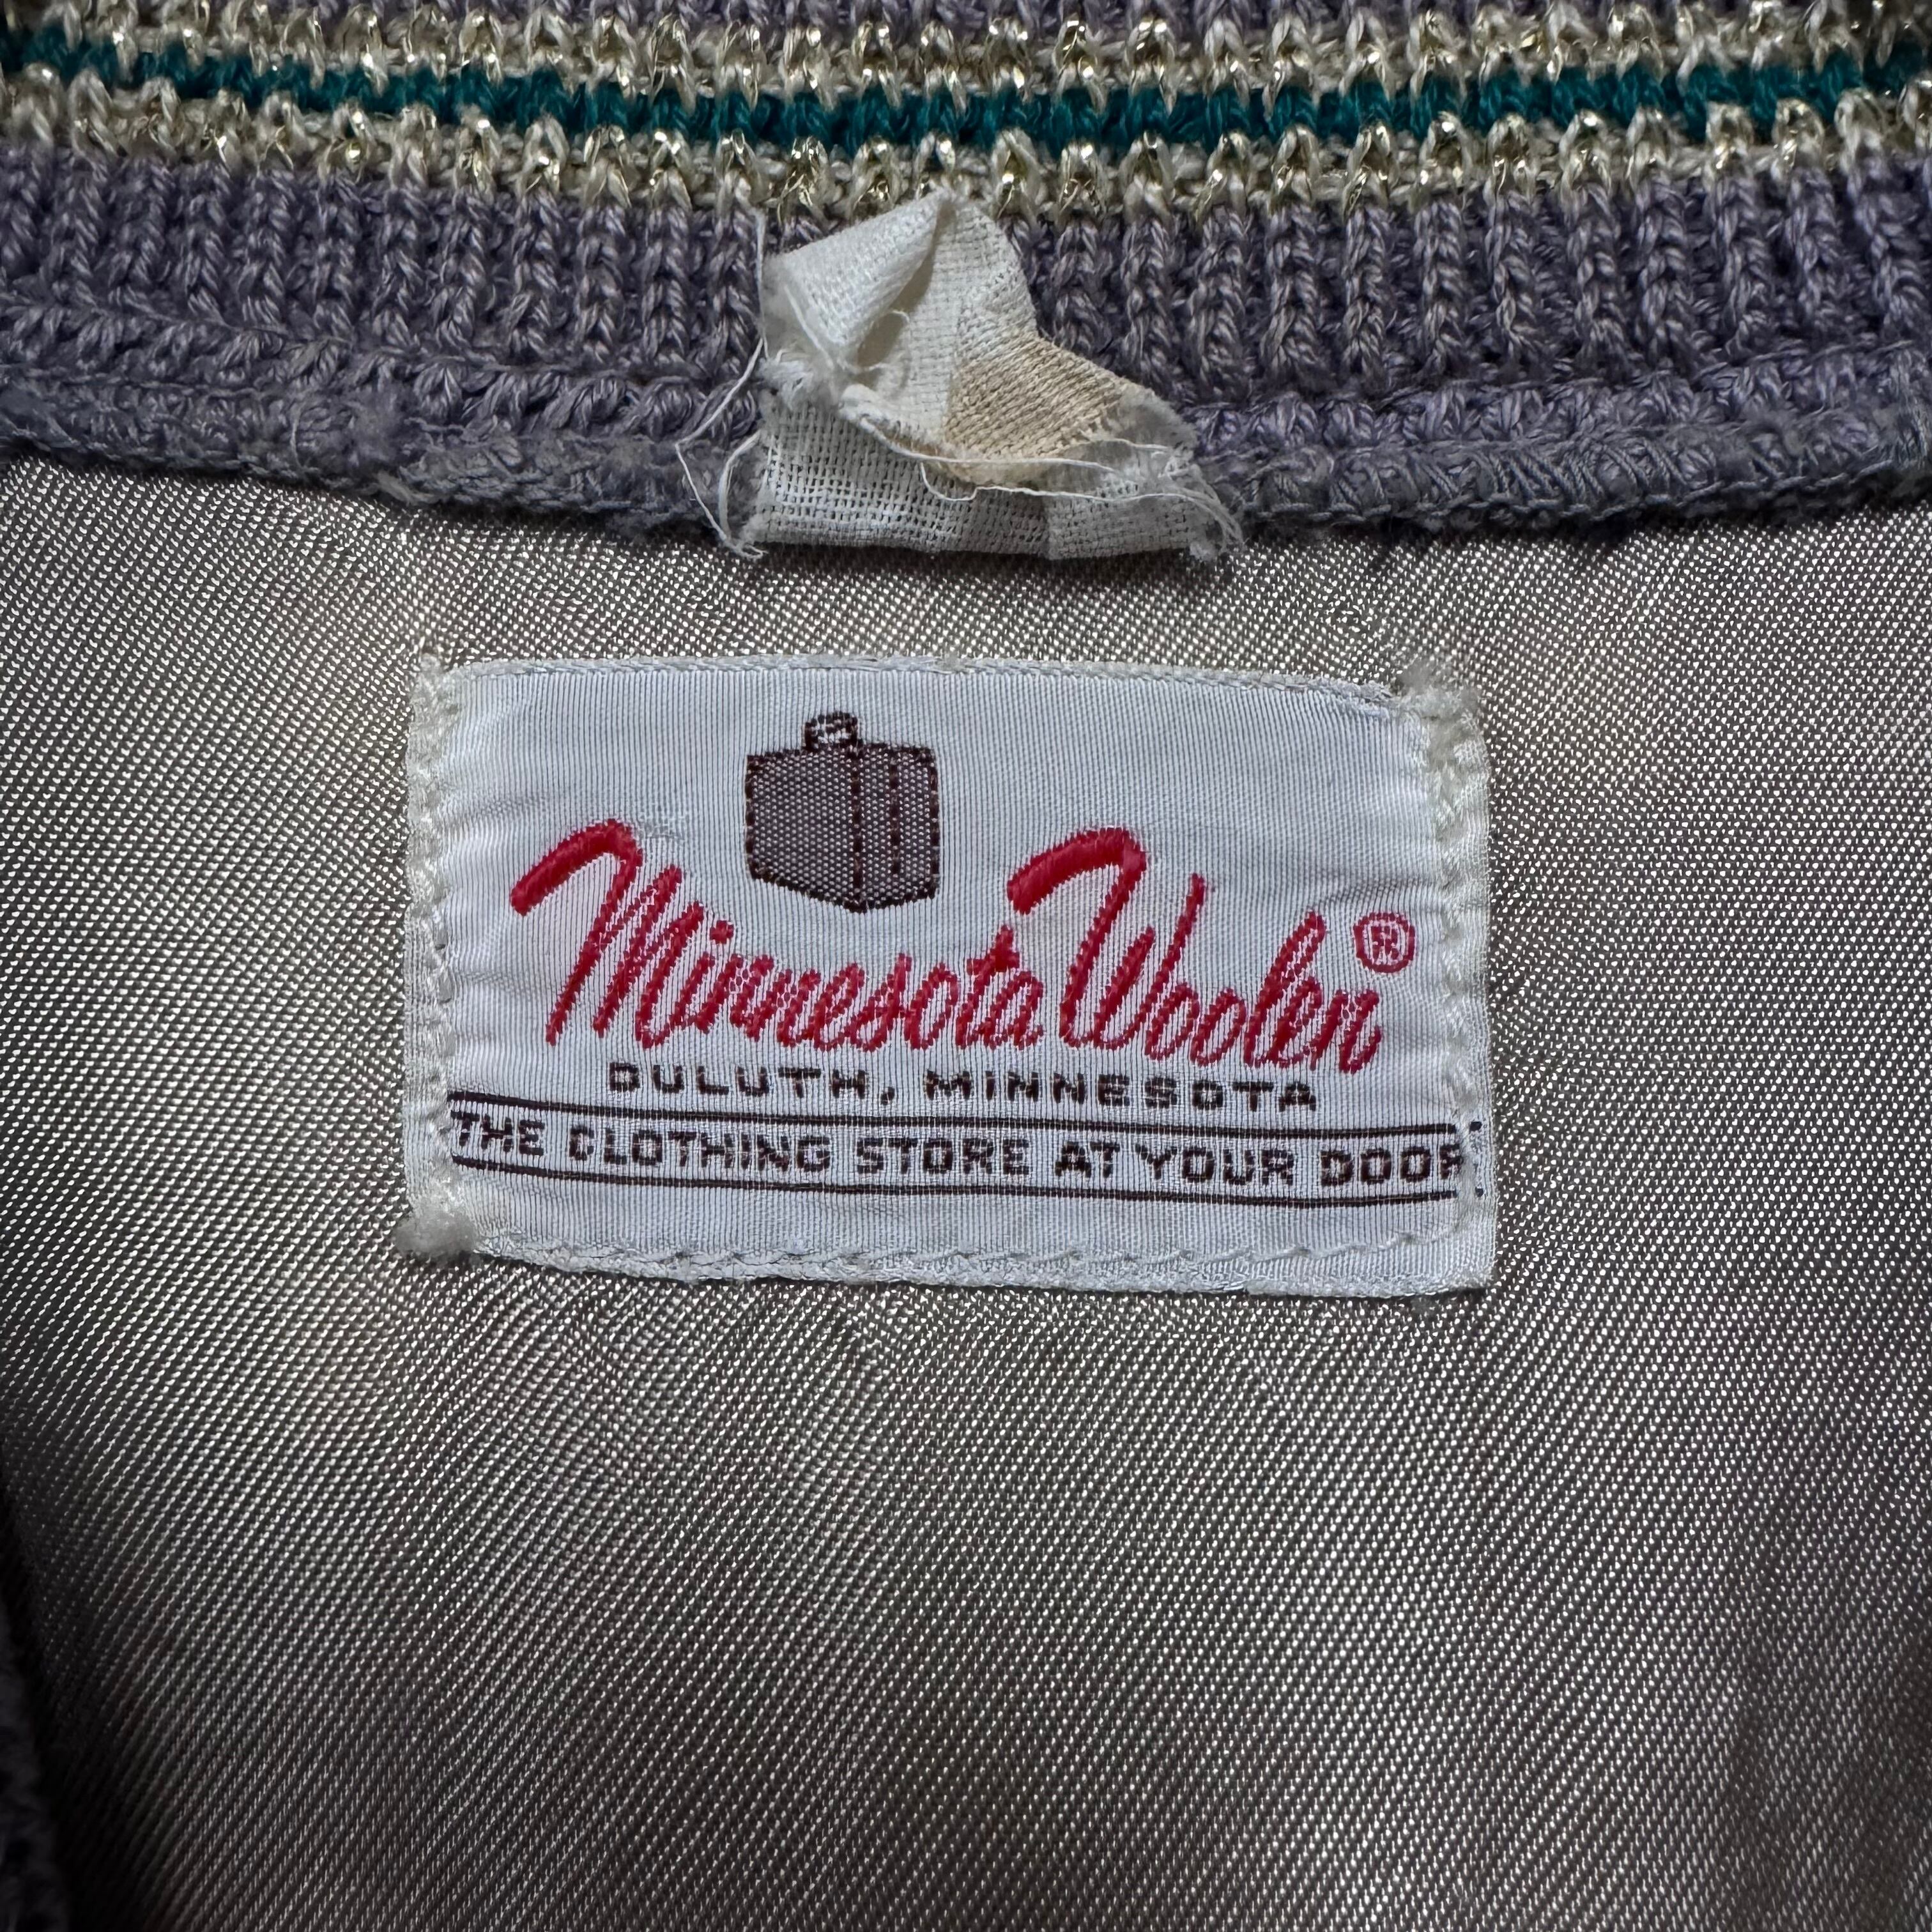 Minnesota Woolen ®
DULUTH, MINNESOTA
THE CLOTHING STORE AT YOUR DOOR